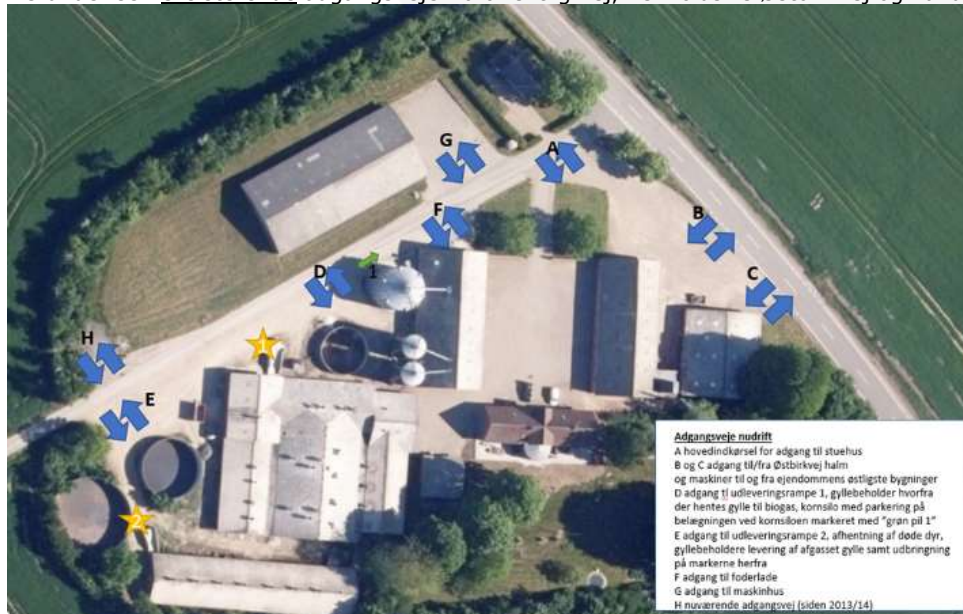 G
A
F
B
D
1
C
H
1
E
2
Adgangsveje nudrift
A hovedindkørsel for adgang til stuehus
B og C adgang til/fra Østbirkvej halm
og maskiner til og fra ejendommens østligste bygninger
D adgang til udleveringsrampe 1, gyllebeholder hvorfra
der hentes gylle til biogas, kornsilo med parkering på
belægningen ved kornsiloen markeret med "grøn pil 1"
E adgang til udleveringsrampe 2, afhentning af døde dyr,
gyllebeholdere levering af afgasset gylle samt udbringning
på markerne herfra
F adgang til foderlade
G adgang til maskinhus
H nuværende adgangsvej (siden 2013/14)